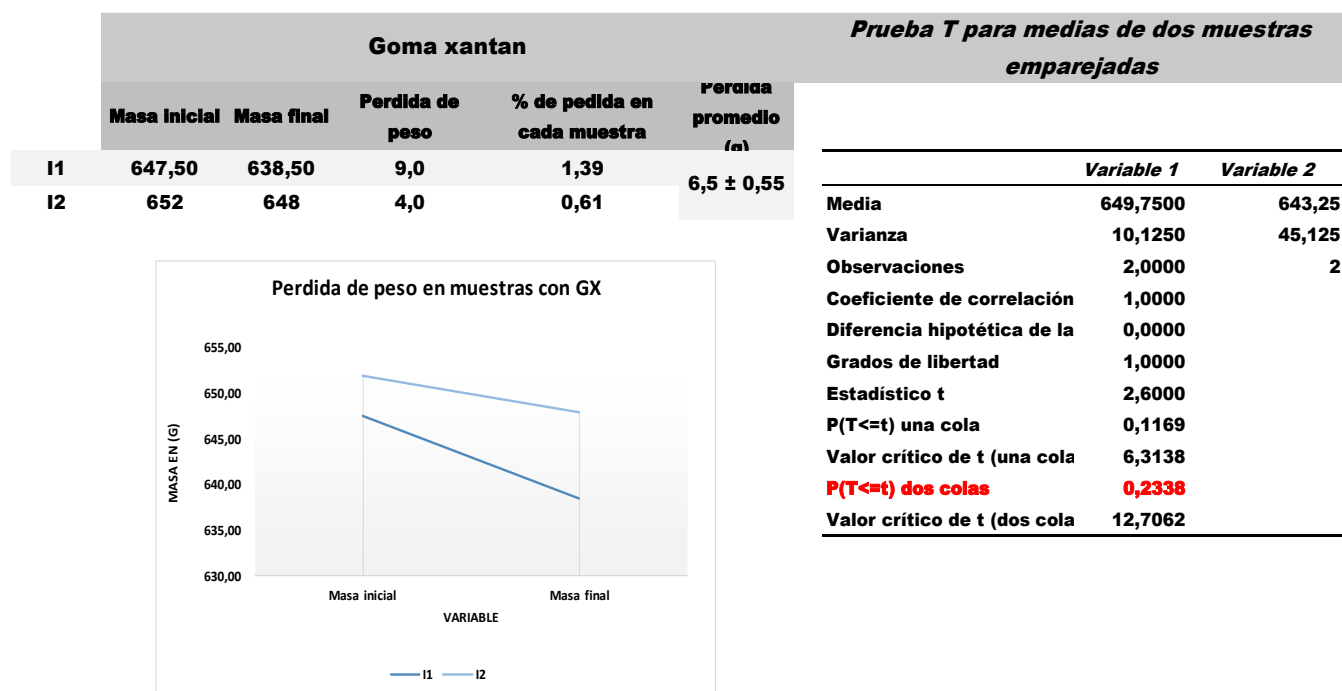 Goma xantan
Masa inicial Masa final Perdida de peso % de pedida en cada muestra Perdida promedio (g)
I1 647,50 638,50 9,0 1,39 6,5 ± 0,55
I2 652 648 4,0 0,61
Perdida de peso en muestras con GX
655,00
650,00
645,00
640,00
635,00
630,00
MASA EN (G)
Masa inicial Masa final
VARIABLE
I1 I2
Prueba T para medias de dos muestras
emparejadas
Variable 1 Variable 2
Media 649,7500 643,25
Varianza 10,1250 45,125
Observaciones 2,0000 2
Coeficiente de correlación 1,0000
Diferencia hipotética de la 0,0000
Grados de libertad 1,0000
Estadístico t 2,6000
P(T<=t) una cola 0,1169
Valor crítico de t (una cola 6,3138
P(T<=t) dos colas 0,2338
Valor crítico de t (dos cola 12,7062